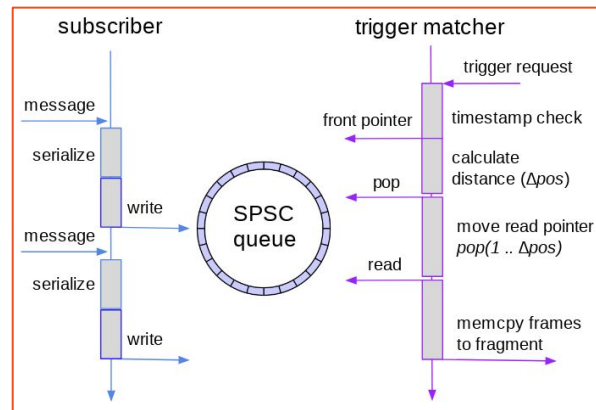 subscriber
message
serialize
write
message
serialize
write
SPSC
queue
trigger matcher
trigger request
timestamp check
front pointer
calculate
distance (Δpos)
pop
move read pointer
pop(1 .. Δpos)
read
memcpy frames
to fragment